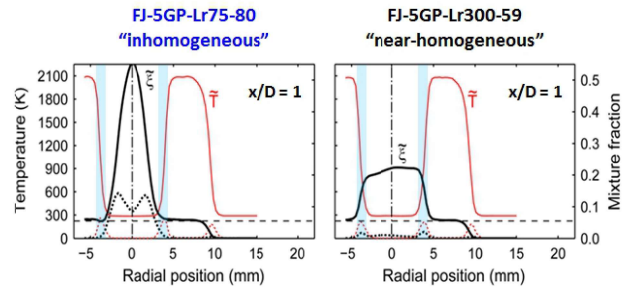 FJ-5GP-Lr75-80
“inhomogeneous”
FJ-5GP-Lr300-59
“near-homogeneous”
Temperature (K)
2100
1800
1500
1200
900
600
300
0
ξ̃
T̃
x/D = 1
-5 0 5 10 15 20
Radial position (mm)
ξ̃
T̃
x/D = 1
-5 0 5 10 15 20
Radial position (mm)
0.5
0.4
0.3
0.2
0.1
0.0
Mixture fraction